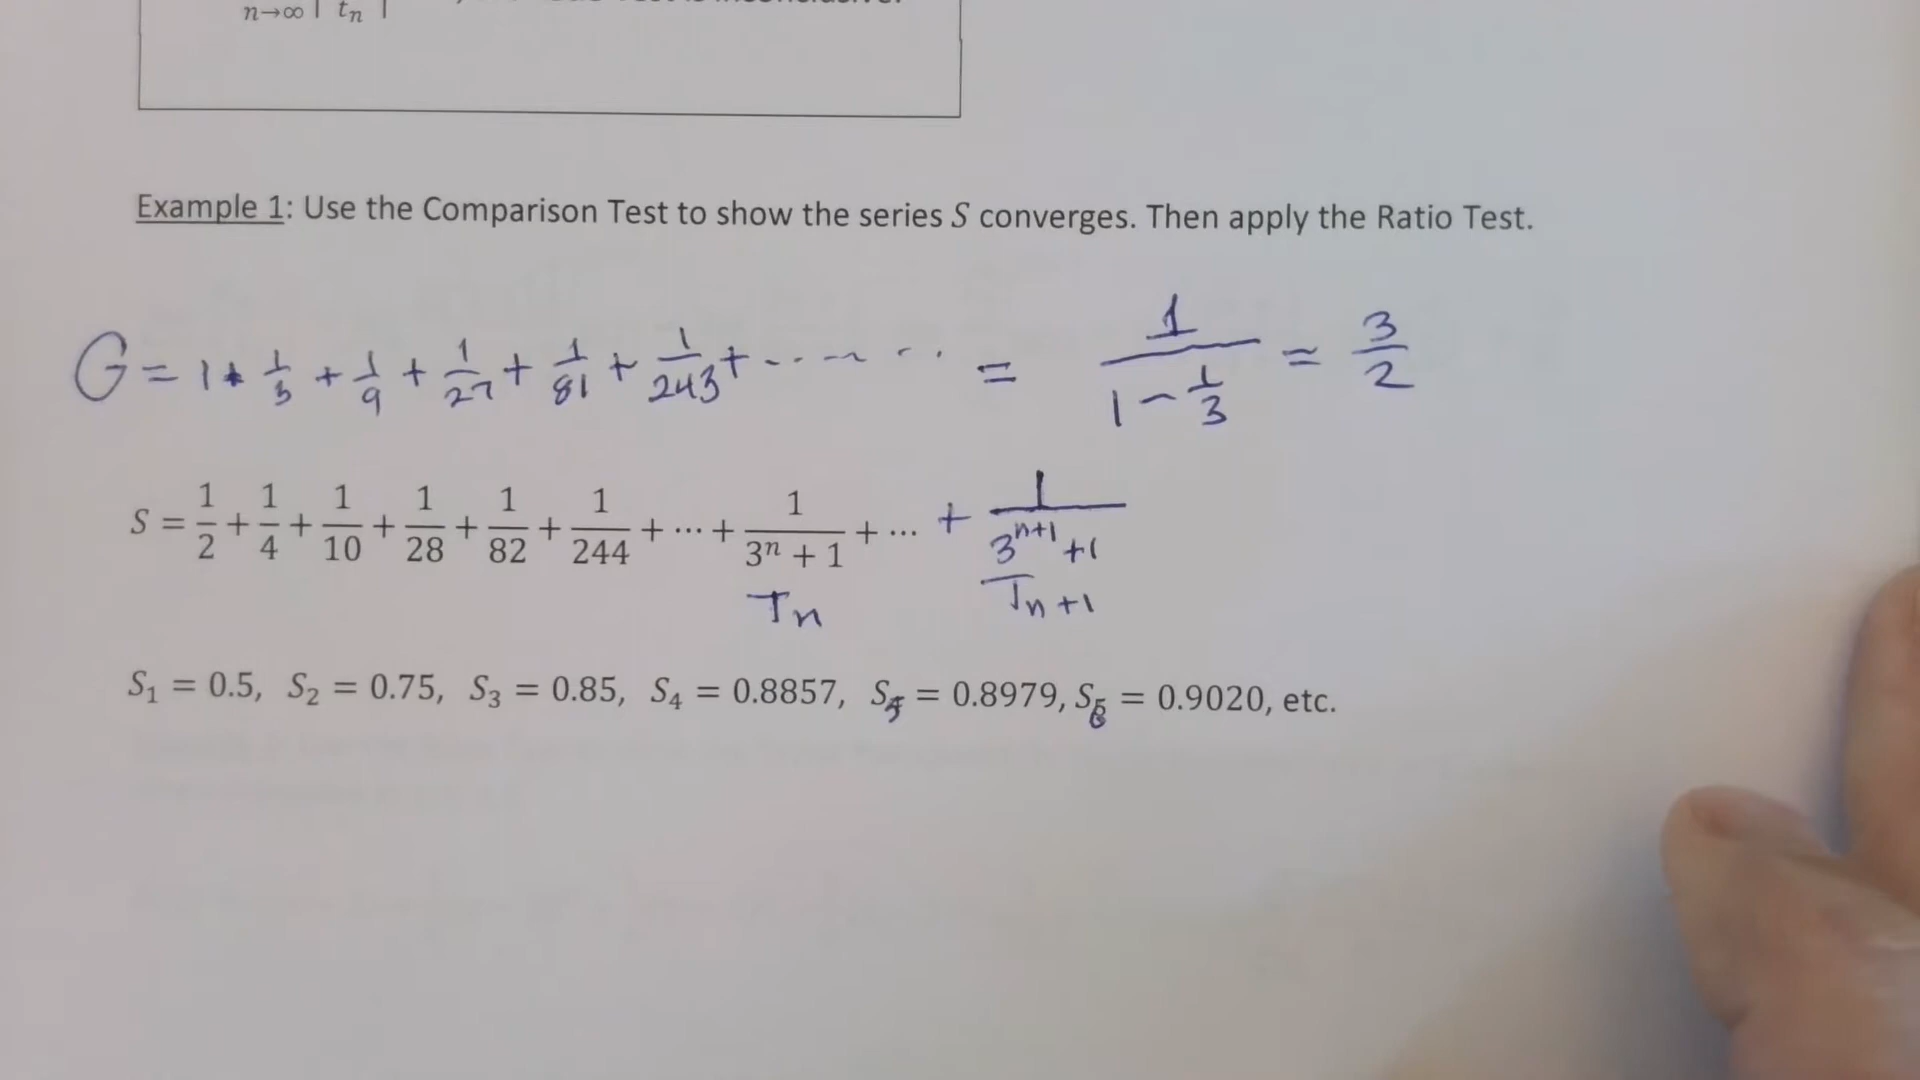 n→∞ | tₙ |
Example 1: Use the Comparison Test to show the series S converges. Then apply the Ratio Test.
G = 1 + 1/3 + 1/9 + 1/27 + 1/81 + 1/243 + ------- = 1/(1 - 1/3) = 3/2
S = 1/2 + 1/4 + 1/10 + 1/28 + 1/82 + 1/244 + ⋯ + 1/(3ⁿ + 1) + ⋯ + 1/(3ⁿ⁺¹ + 1)
Tn Tn+1
S₁ = 0.5, S₂ = 0.75, S₃ = 0.85, S₄ = 0.8857, S₅ = 0.8979, S₆ = 0.9020, etc.